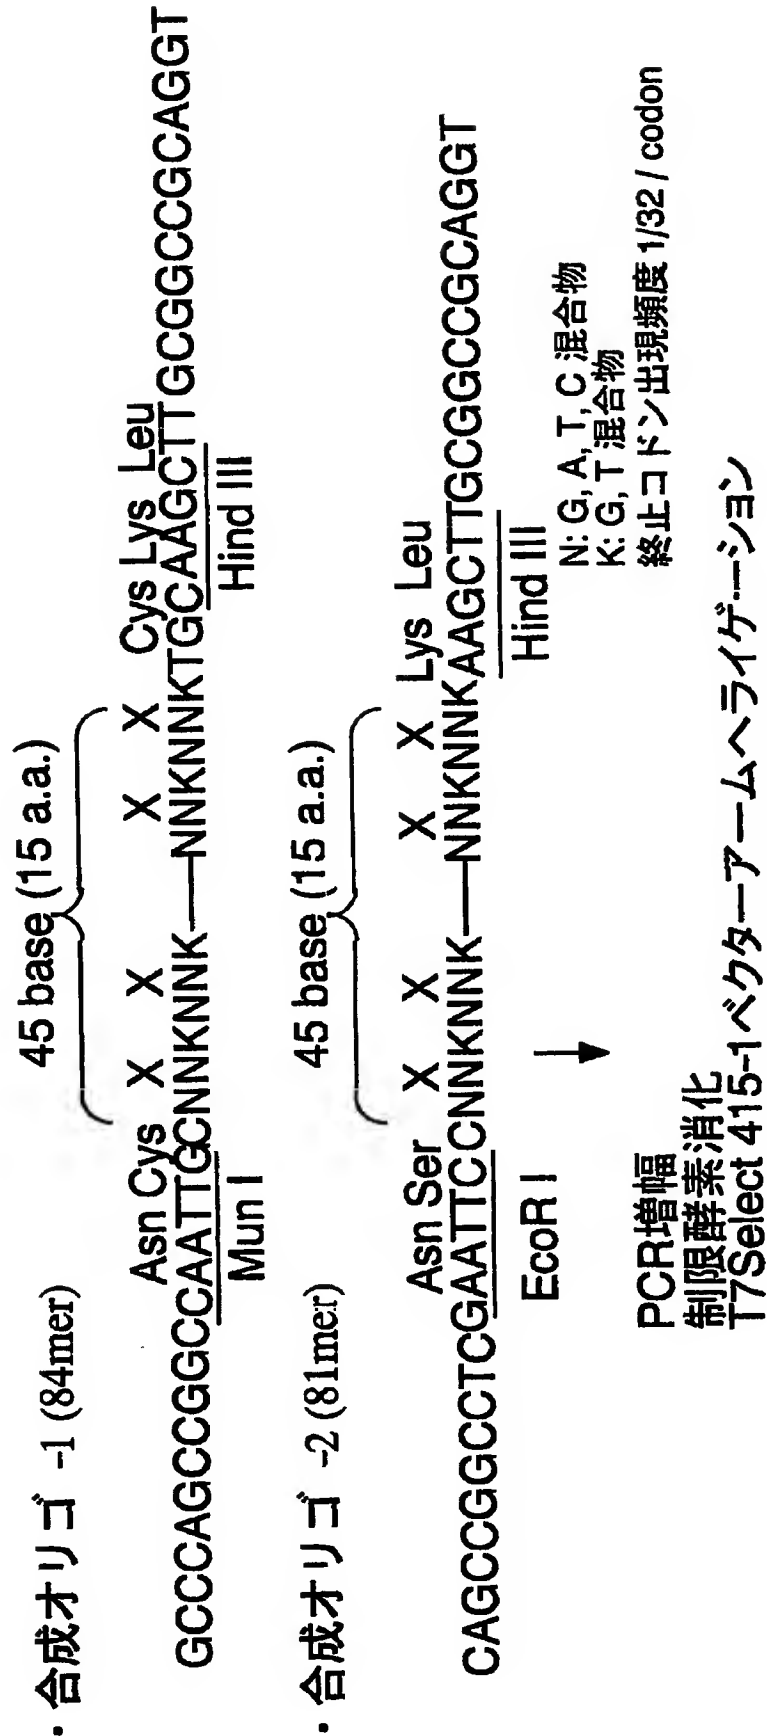 ・合成オリゴ -1 (84mer)
45 base (15 a.a.)
Asn Cys X X X X Cys Lys Leu
GCCCAGCCGGCCAATTGCNNKNNK—NNKNNKTGCAAGCTTGCGGCCGCAGGT
Mun I Hind III
・合成オリゴ -2 (81mer)
45 base (15 a.a.)
Asn Ser X X X X Lys Leu
CAGCCGGCCTCGAATTCCNNKNNK—NNKNNKAAGCTTGCGGCCGCAGGT
EcoR I Hind III
N: G, A, T, C 混合物
K: G, T 混合物
終止コドン出現頻度 1/32 / codon
PCR増幅
制限酵素消化
T7Select 415-1ベクターアームへライゲーション